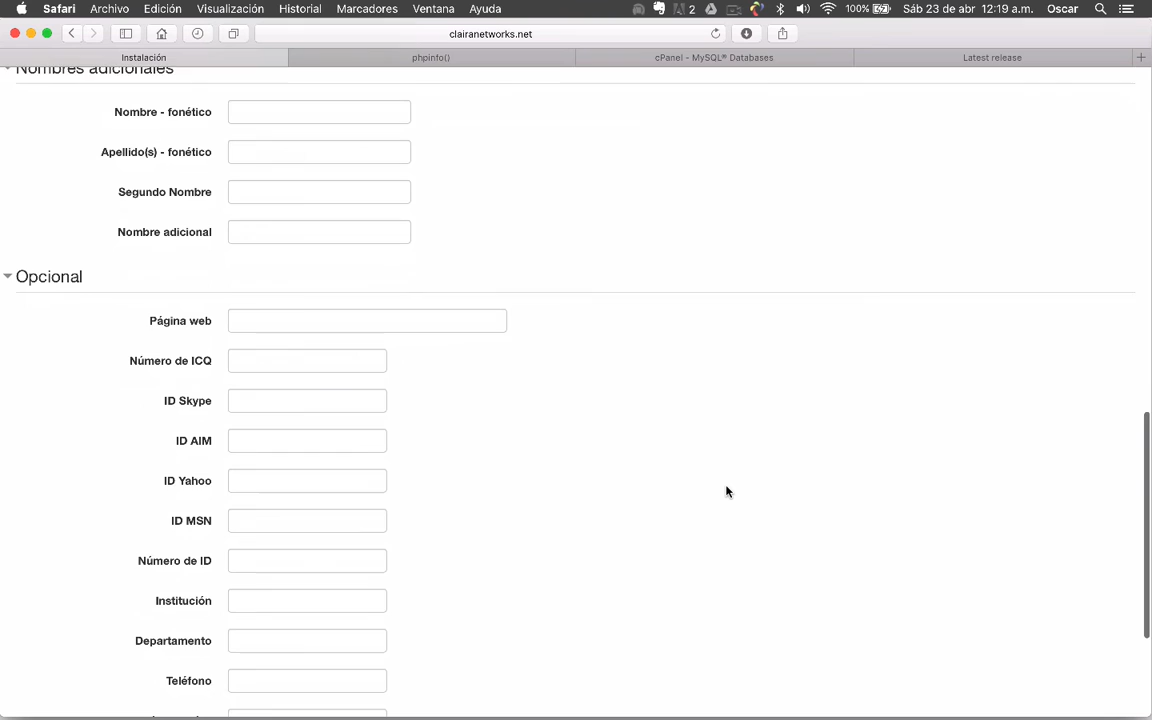 Safari Archivo Edición Visualización Historial Marcadores Ventana Ayuda 2 100% Sáb 23 de abr 12:19 a.m. Oscar
clairanetworks.net
Instalación phpinfo() cPanel - MySQL® Databases Latest release
Nombres adicionales
Nombre - fonético
Apellido(s) - fonético
Segundo Nombre
Nombre adicional
Opcional
Página web
Número de ICQ
ID Skype
ID AIM
ID Yahoo
ID MSN
Número de ID
Institución
Departamento
Teléfono